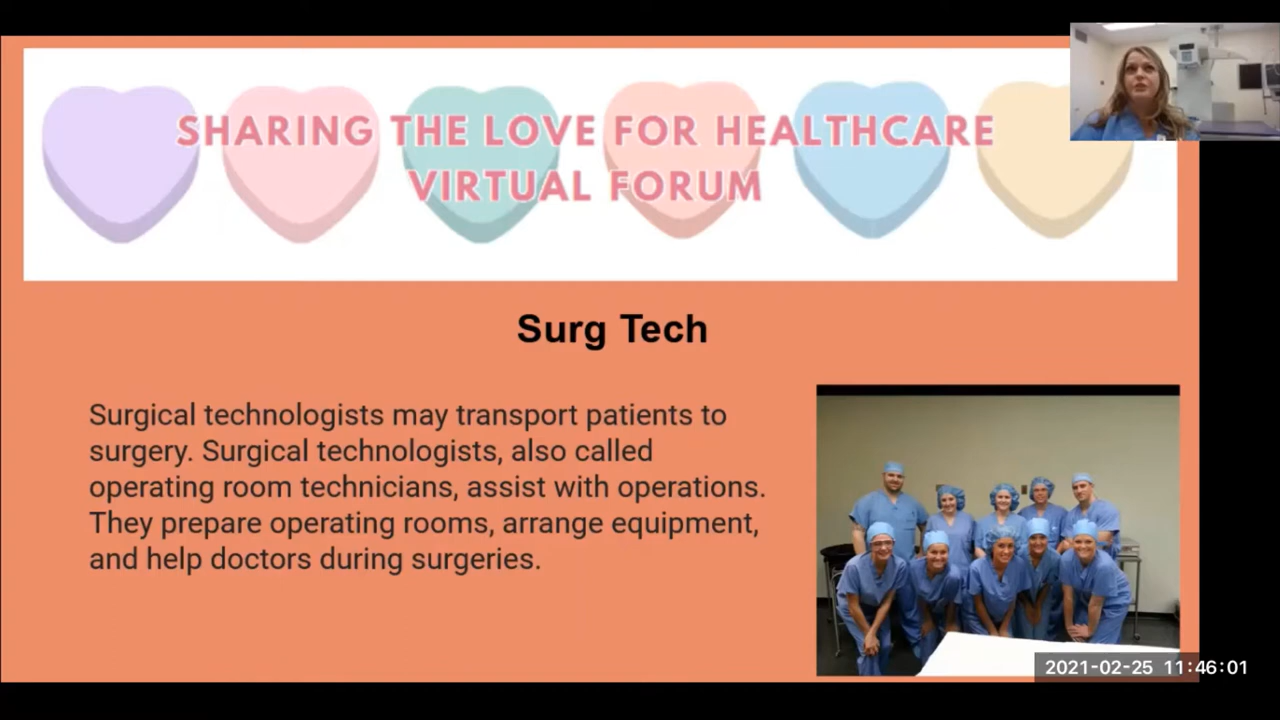 SHARING THE LOVE FOR HEALTHCARE
VIRTUAL FORUM
Surg Tech
Surgical technologists may transport patients to
surgery. Surgical technologists, also called
operating room technicians, assist with operations.
They prepare operating rooms, arrange equipment,
and help doctors during surgeries.
2021-02-25 11:46:01